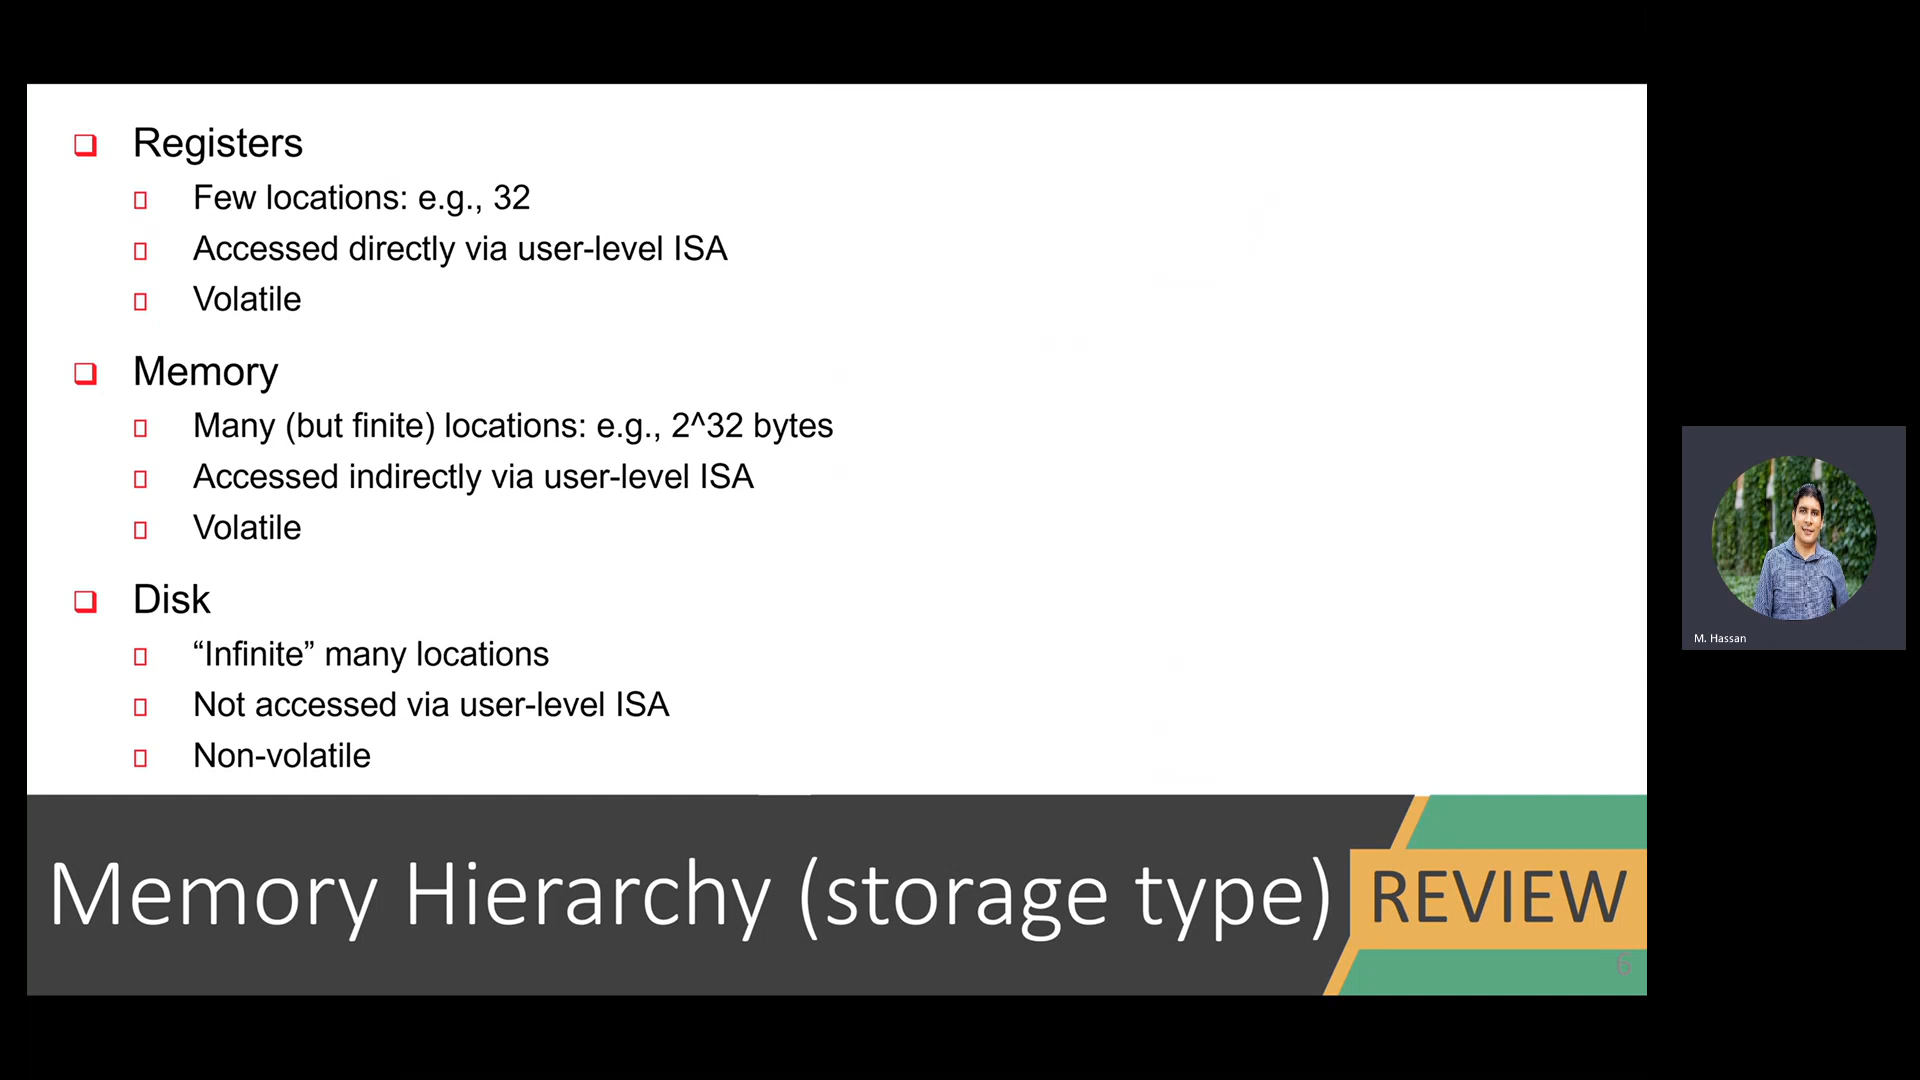 Registers
Few locations: e.g., 32
Accessed directly via user-level ISA
Volatile
Memory
Many (but finite) locations: e.g., 2^32 bytes
Accessed indirectly via user-level ISA
Volatile
Disk
“Infinite” many locations
Not accessed via user-level ISA
Non-volatile
Memory Hierarchy (storage type)
REVIEW
6
M. Hassan